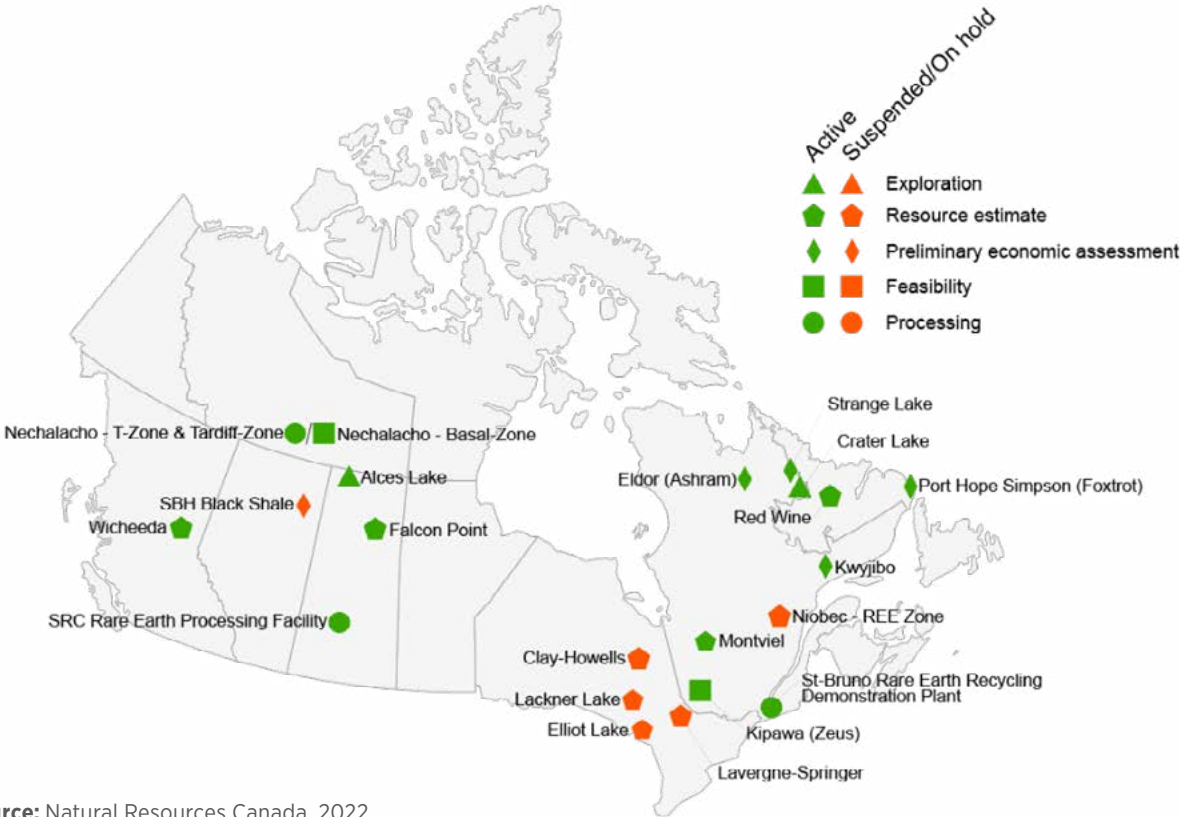 Active
Suspended/On hold
Exploration
Resource estimate
Preliminary economic assessment
Feasibility
Processing
Strange Lake
Crater Lake
Nechalacho - T-Zone & Tardiff-Zone
/
Nechalacho - Basal-Zone
Alces Lake
Eldor (Ashram)
Port Hope Simpson (Foxtrot)
SBH Black Shale
Red Wine
Wicheeda
Falcon Point
Kwyjibo
Niobec - REE Zone
SRC Rare Earth Processing Facility
Montviel
Clay-Howells
St-Bruno Rare Earth Recycling
Demonstration Plant
Lackner Lake
Elliot Lake
Kipawa (Zeus)
Lavergne-Springer
urce: Natural Resources Canada, 2022